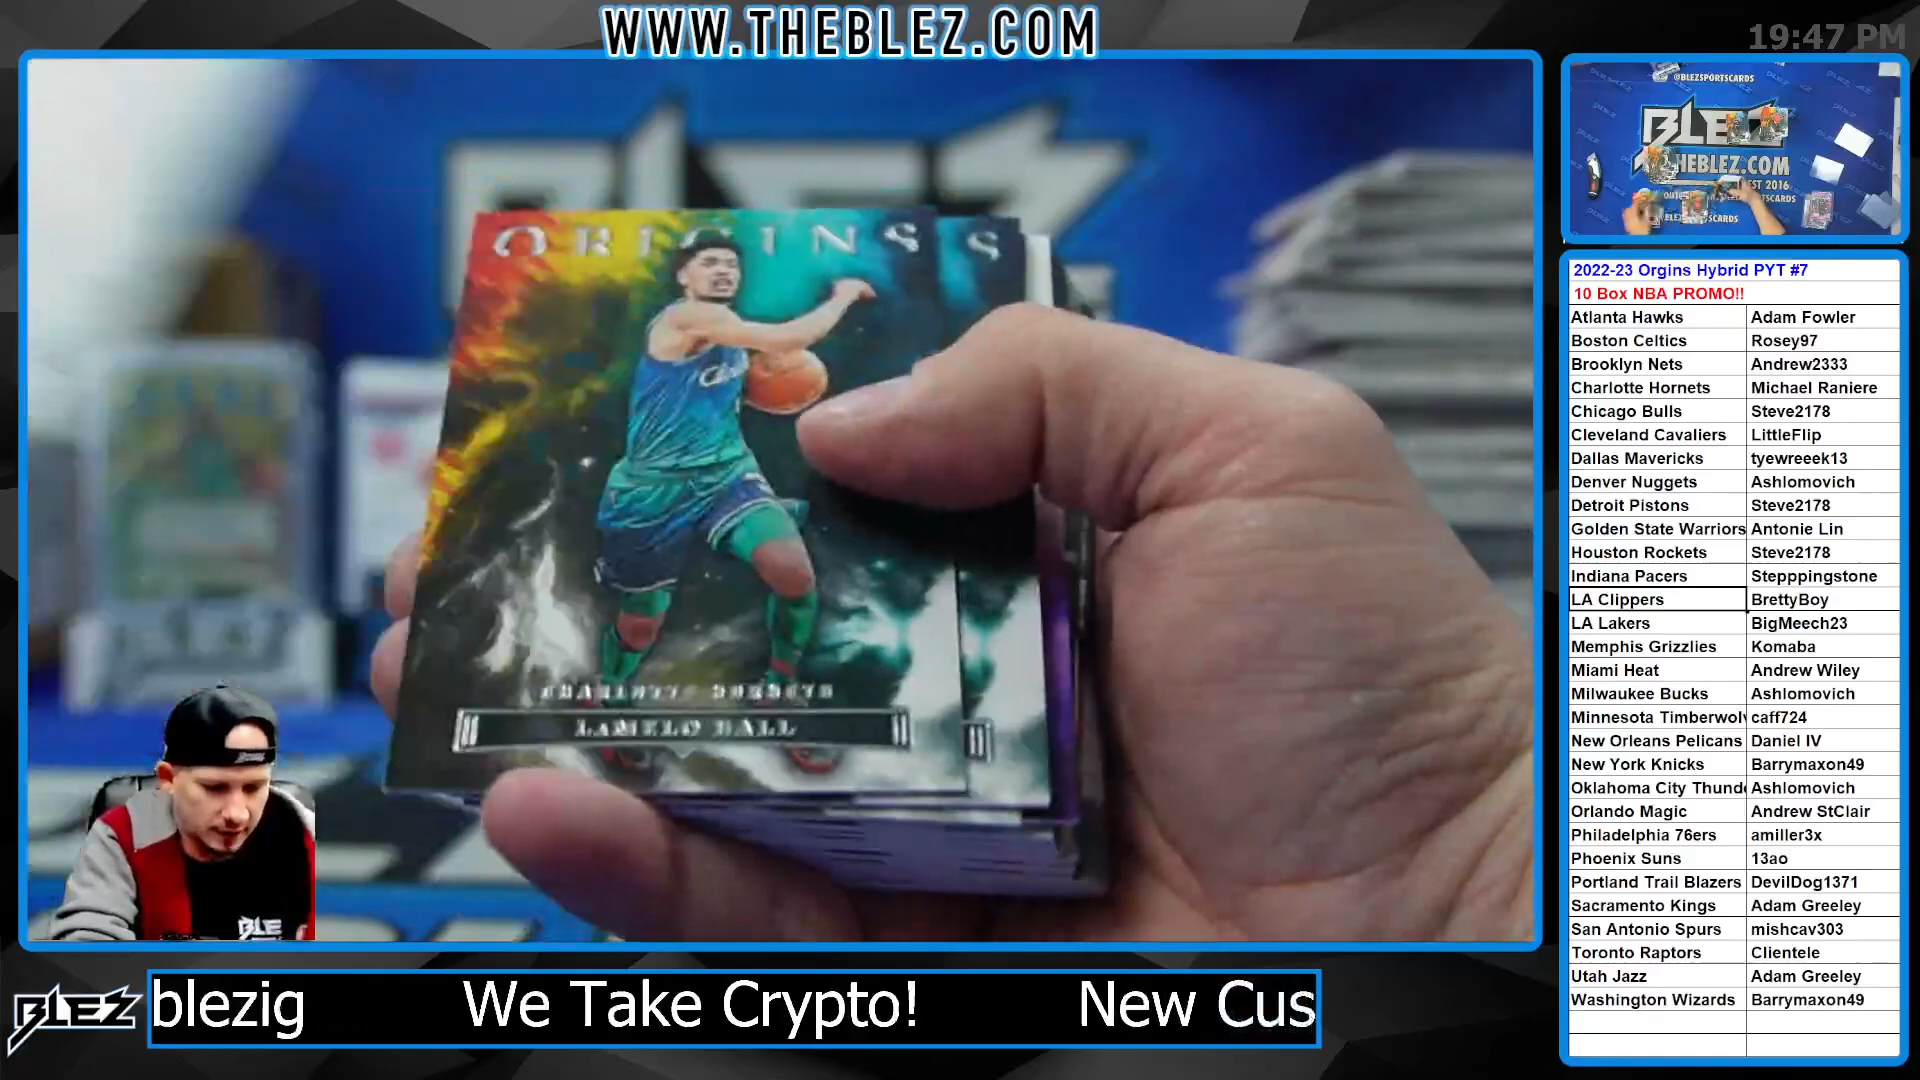 WWW.THEBLEZ.COM
19:47 PM
ORIGINS
S
CHARLOTTE HORNETS
LAMELO BALL
@BLEZSPORTSCARDS
BLEZ
THEBLEZ.COM
EST 2016
2022-23 Orgins Hybrid PYT #7
10 Box NBA PROMO!!
Atlanta Hawks Adam Fowler
Boston Celtics Rosey97
Brooklyn Nets Andrew2333
Charlotte Hornets Michael Raniere
Chicago Bulls Steve2178
Cleveland Cavaliers LittleFlip
Dallas Mavericks tyewreeek13
Denver Nuggets Ashlomovich
Detroit Pistons Steve2178
Golden State Warriors Antonie Lin
Houston Rockets Steve2178
Indiana Pacers Stepppingstone
LA Clippers BrettyBoy
LA Lakers BigMeech23
Memphis Grizzlies Komaba
Miami Heat Andrew Wiley
Milwaukee Bucks Ashlomovich
Minnesota Timberwolv caff724
New Orleans Pelicans Daniel IV
New York Knicks Barrymaxon49
Oklahoma City Thunde Ashlomovich
Orlando Magic Andrew StClair
Philadelphia 76ers amiller3x
Phoenix Suns 13ao
Portland Trail Blazers DevilDog1371
Sacramento Kings Adam Greeley
San Antonio Spurs mishcav303
Toronto Raptors Clientele
Utah Jazz Adam Greeley
Washington Wizards Barrymaxon49
BLEZ
BLEZ
blezig We Take Crypto! New Cus